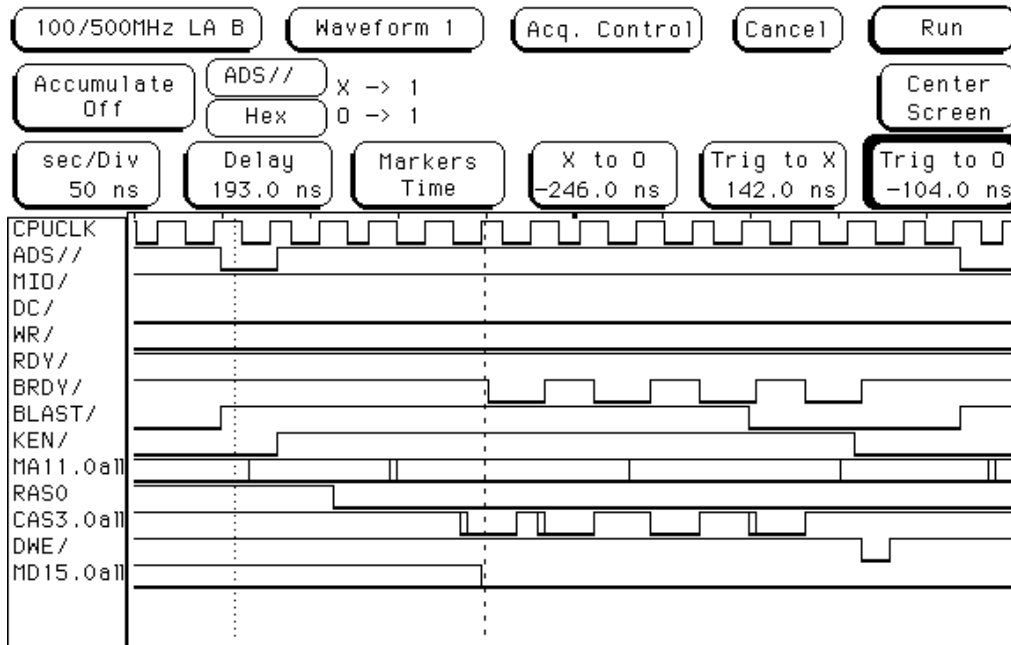 100/500MHz LA B Waveform 1 Acq. Control Cancel Run
Accumulate Off ADS// X -> 1 Center Screen
Hex O -> 1
sec/Div Delay Markers X to O Trig to X Trig to O
50 ns 193.0 ns Time -246.0 ns 142.0 ns -104.0 ns
CPUCLK
ADS//
MIO/
DC/
WR/
RDY/
BRDY/
BLAST/
KEN/
MA11.0all
RAS0
CAS3.0all
DWE/
MD15.0all